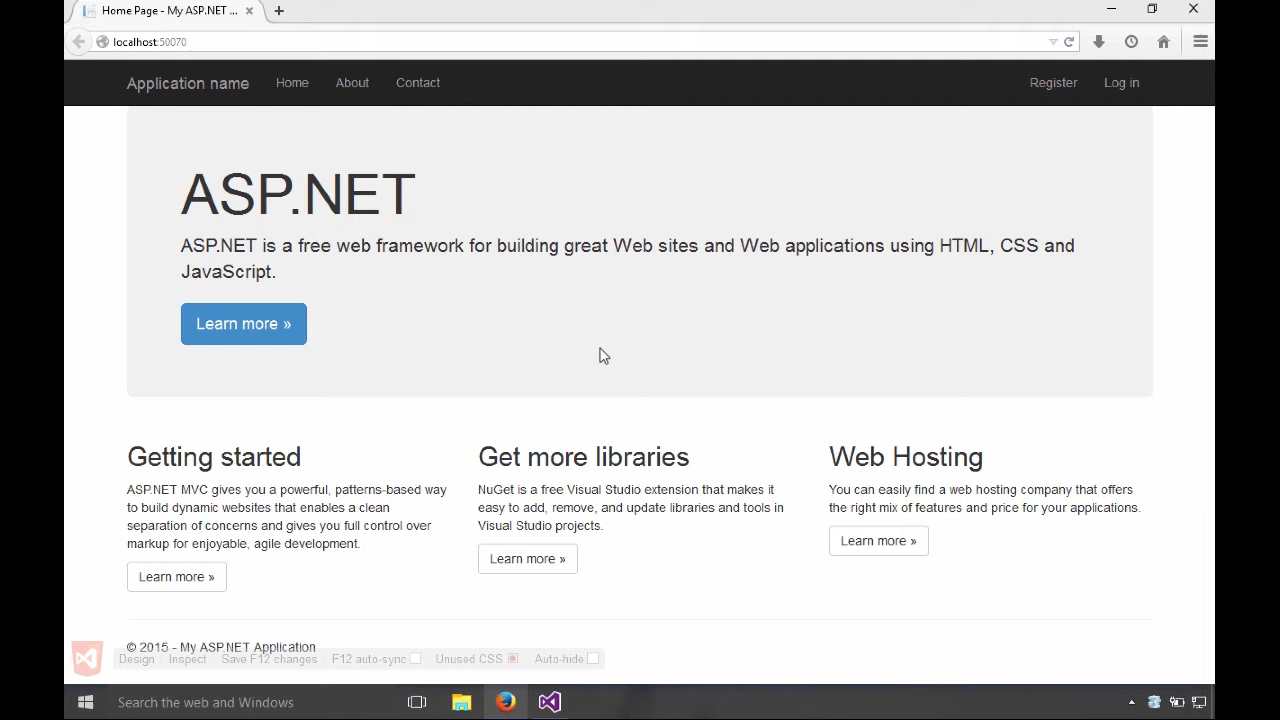 Home Page - My ASP.NET ...
localhost:50070
Application name Home About Contact Register Log in
ASP.NET
ASP.NET is a free web framework for building great Web sites and Web applications using HTML, CSS and
JavaScript.
Learn more »
Getting started
ASP.NET MVC gives you a powerful, patterns-based way
to build dynamic websites that enables a clean
separation of concerns and gives you full control over
markup for enjoyable, agile development.
Learn more »
Get more libraries
NuGet is a free Visual Studio extension that makes it
easy to add, remove, and update libraries and tools in
Visual Studio projects.
Learn more »
Web Hosting
You can easily find a web hosting company that offers
the right mix of features and price for your applications.
Learn more »
© 2015 - My ASP.NET Application
Design Inspect Save F12 changes F12 auto-sync Unused CSS Auto-hide
Search the web and Windows